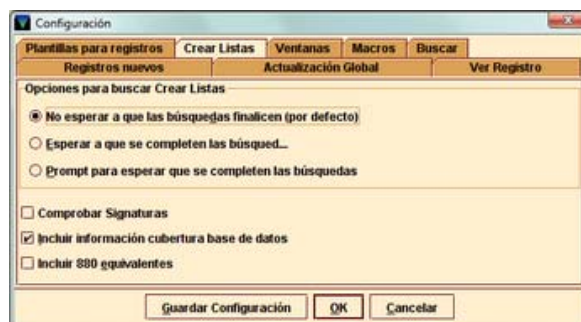 Configuración
Plantillas para registros Crear Listas Ventanas Macros Buscar
Registros nuevos Actualización Global Ver Registro
Opciones para buscar Crear Listas
No esperar a que las búsquedas finalicen (por defecto)
Esperar a que se completen las búsqued...
Prompt para esperar que se completen las búsquedas
Comprobar Signaturas
Incluir información cubertura base de datos
Incluir 880 equivalentes
Guardar Configuración OK Cancelar